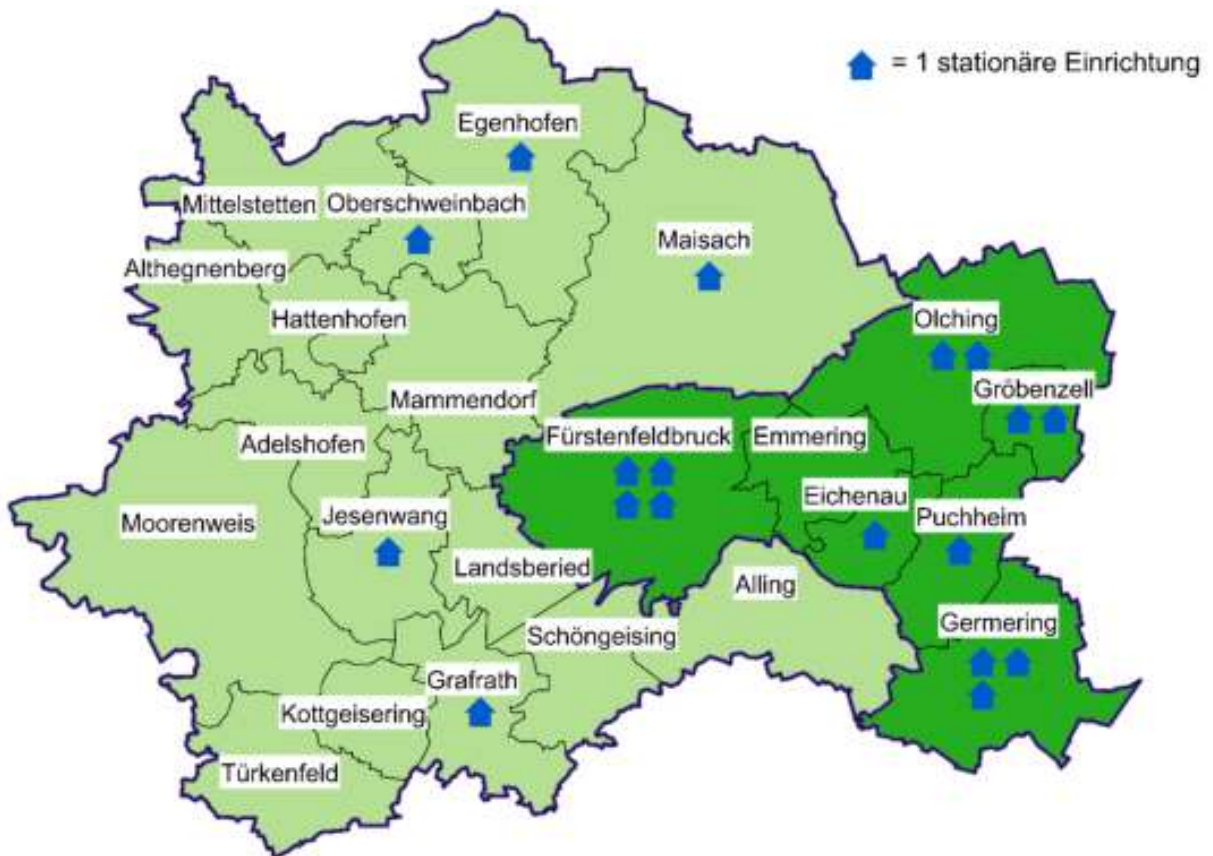 = 1 stationäre Einrichtung
Egenhofen
Mittelstetten
Oberschweinbach
Maisach
Althegnenberg
Hattenhofen
Olching
Gröbenzell
Mammendorf
Adelshofen
Fürstenfeldbruck
Emmering
Eichenau
Puchheim
Moorenweis
Jesenwang
Landsberied
Alling
Schöngeising
Germering
Grafrath
Kottgeisering
Türkenfeld